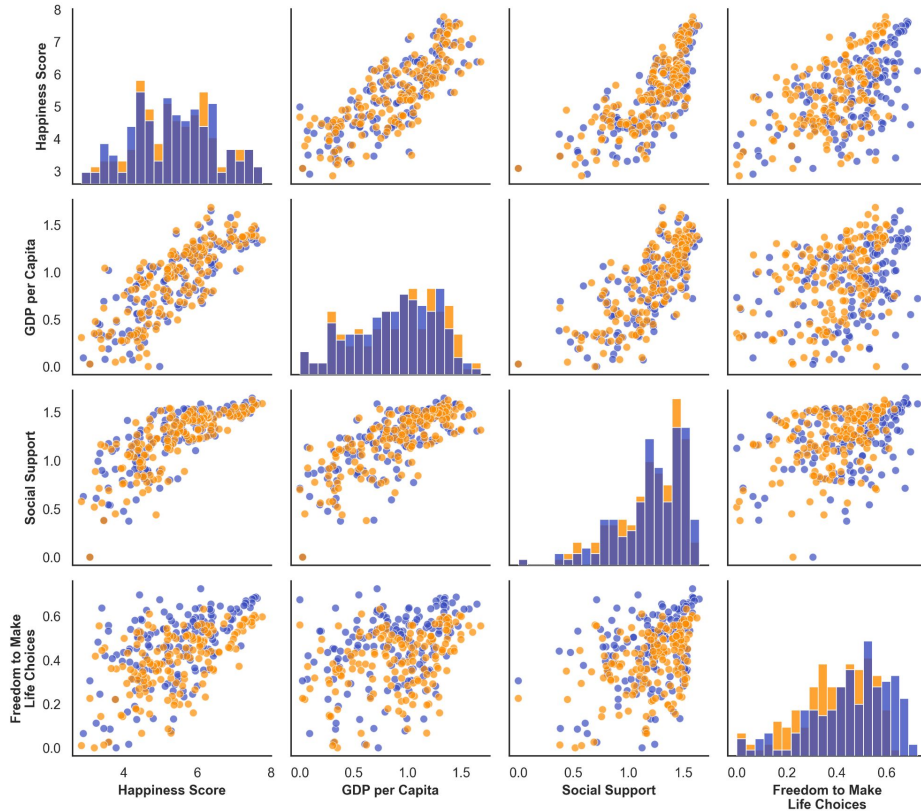 8
7
6
5
4
3
Happiness Score
1.5
1.0
0.5
0.0
GDP per Capita
1.5
1.0
0.5
0.0
Social Support
0.6
0.4
0.2
0.0
Freedom to Make
Life Choices
4 6 8
Happiness Score
0.0 0.5 1.0 1.5
GDP per Capita
0.0 0.5 1.0 1.5
Social Support
0.0 0.2 0.4 0.6
Freedom to Make
Life Choices